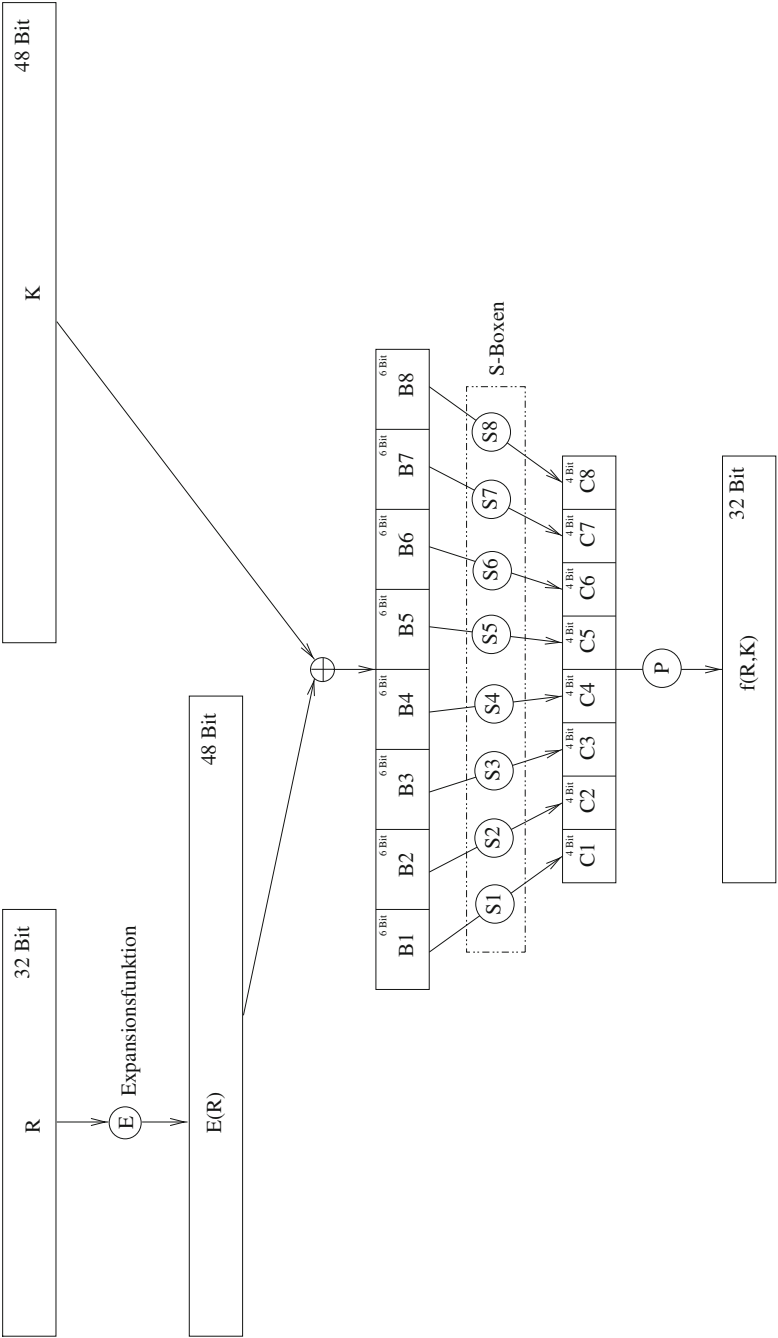 R 32 Bit
K 48 Bit
E Expansionsfunktion
E(R) 48 Bit
6 Bit 6 Bit 6 Bit 6 Bit 6 Bit 6 Bit 6 Bit 6 Bit
B1 B2 B3 B4 B5 B6 B7 B8
S1 S2 S3 S4 S5 S6 S7 S8 S-Boxen
4 Bit 4 Bit 4 Bit 4 Bit 4 Bit 4 Bit 4 Bit 4 Bit
C1 C2 C3 C4 C5 C6 C7 C8
P
f(R,K) 32 Bit